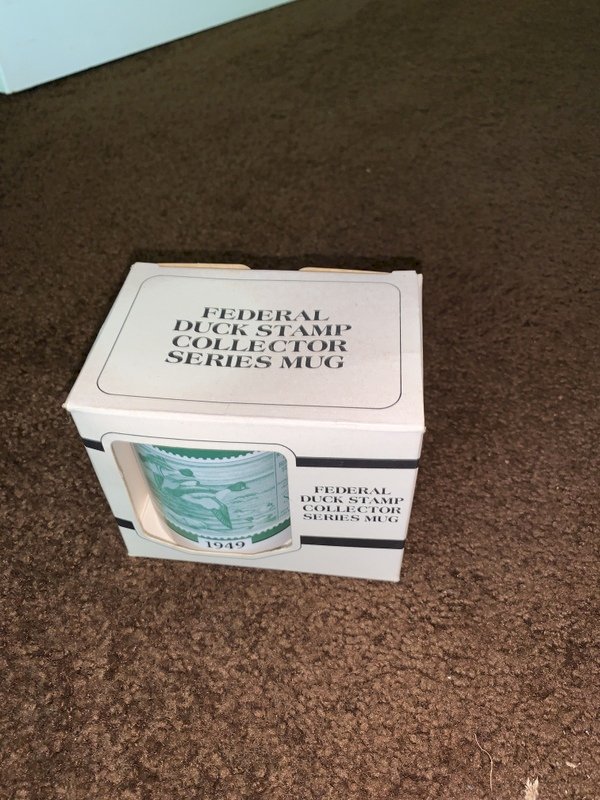 FEDERAL
DUCK STAMP
COLLECTOR
SERIES MUG
FEDERAL
DUCK STAMP
COLLECTOR
SERIES MUG
1949